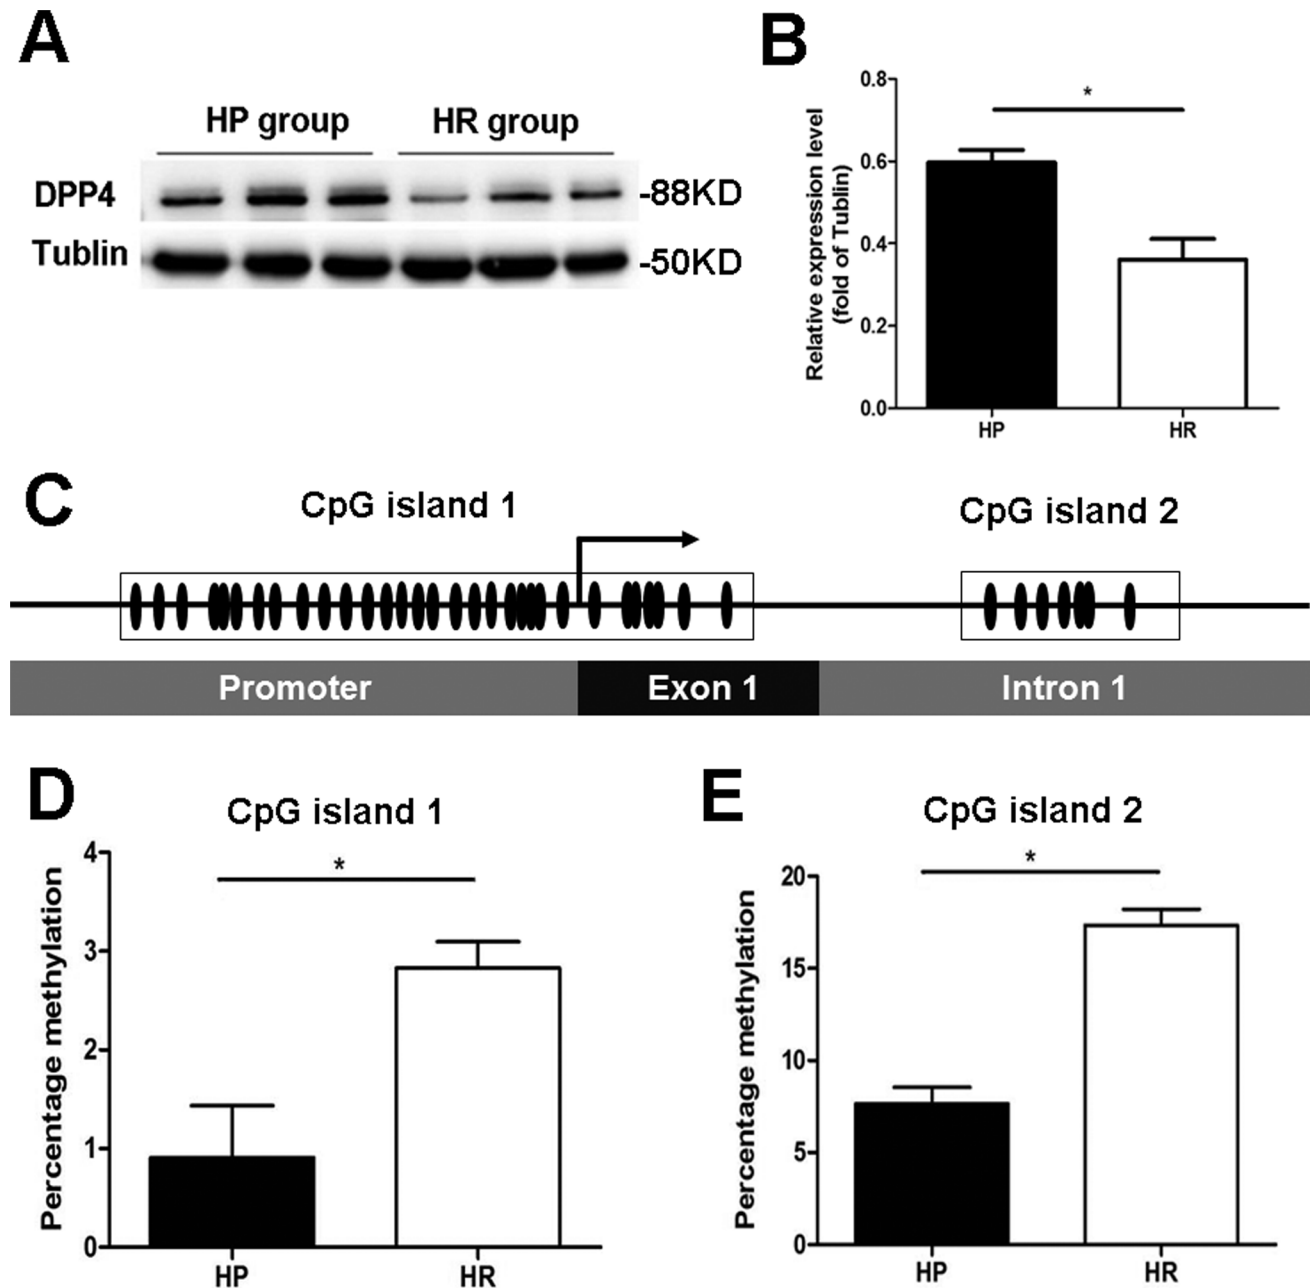 A
HP group HR group
DPP4 -88KD
Tublin -50KD
B
Relative expression level
(fold of Tublin)
0.8
0.6
0.4
0.2
0.0
*
HP HR
C
CpG island 1 CpG island 2
Promoter Exon 1 Intron 1
D
CpG island 1
Percentage methylation
4
3
2
1
0
*
HP HR
E
CpG island 2
Percentage methylation
20
15
10
5
0
*
HP HR